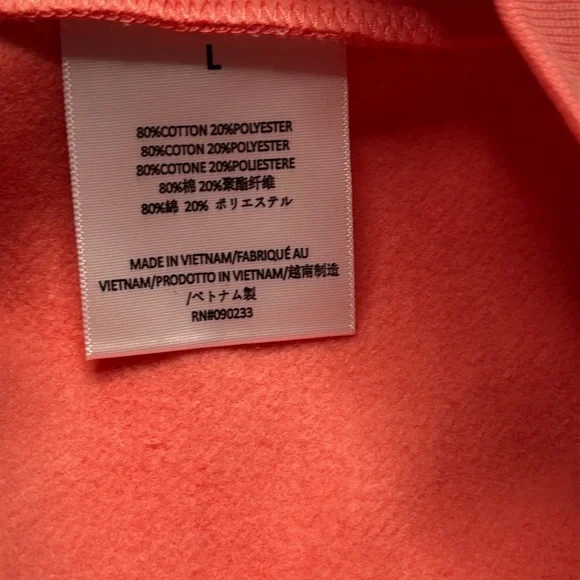 L
80%COTTON 20%POLYESTER
80%COTON 20%POLYESTER
80%COTONE 20%POLIESTERE
80%棉 20%聚酯纤维
80%綿 20% ポリエステル
MADE IN VIETNAM/FABRIQUÉ AU
VIETNAM/PRODOTTO IN VIETNAM/越南制造
/ベトナム製
RN#090233